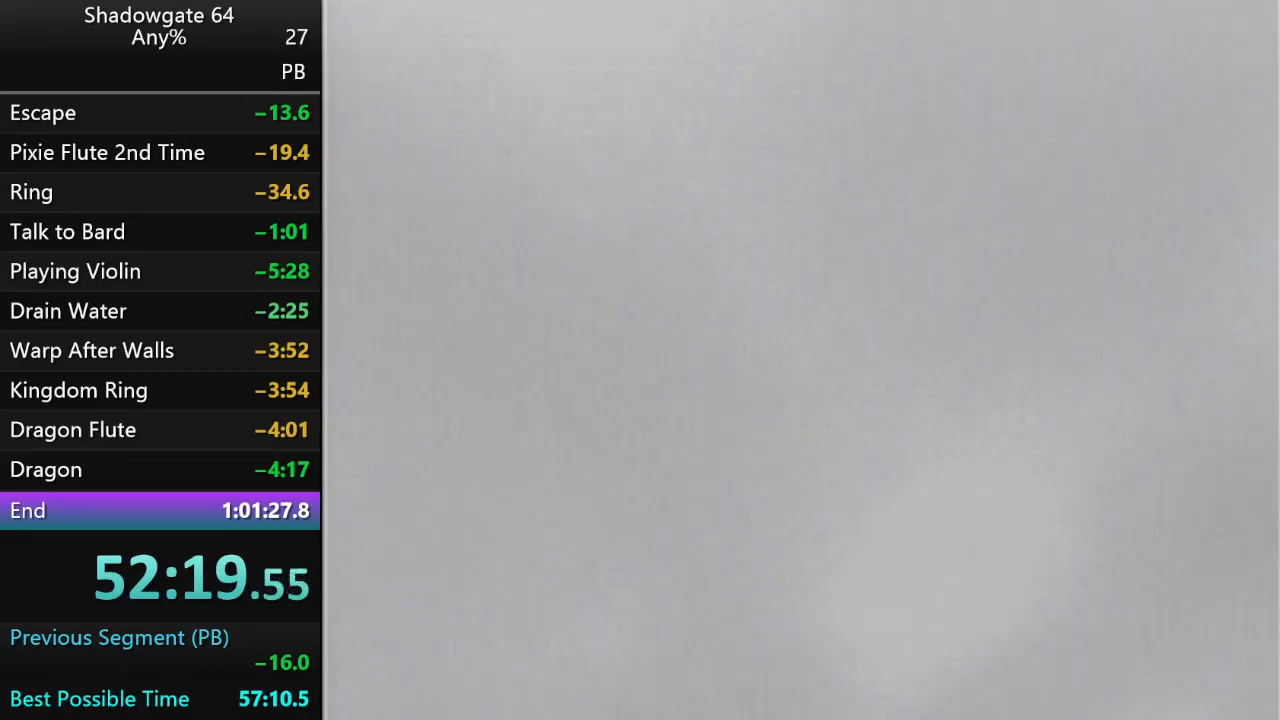 Shadowgate 64
Any% 27
PB
Escape −13.6
Pixie Flute 2nd Time −19.4
Ring −34.6
Talk to Bard −1:01
Playing Violin −5:28
Drain Water −2:25
Warp After Walls −3:52
Kingdom Ring −3:54
Dragon Flute −4:01
Dragon −4:17
End 1:01:27.8
52:19.55
Previous Segment (PB)
−16.0
Best Possible Time 57:10.5